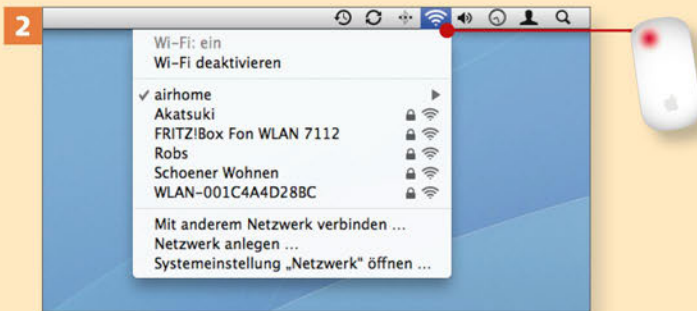 2
Wi-Fi: ein
Wi-Fi deaktivieren
airhome
Akatsuki
FRITZ!Box Fon WLAN 7112
Robs
Schoener Wohnen
WLAN-001C4A4D28BC
Mit anderem Netzwerk verbinden ...
Netzwerk anlegen ...
Systemeinstellung „Netzwerk“ öffnen ...